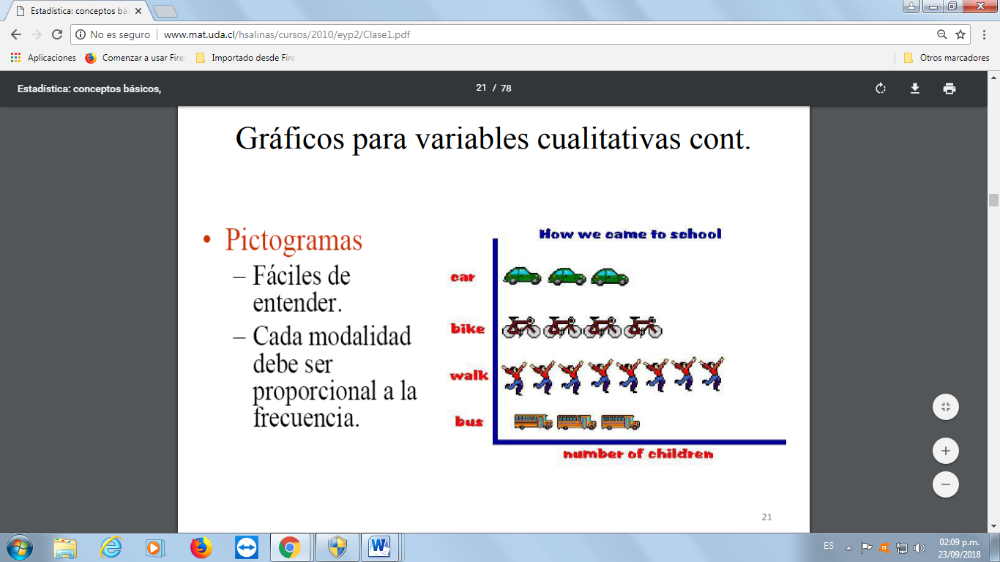 Estadística: conceptos bá
No es seguro | www.mat.uda.cl/hsalinas/cursos/2010/eyp2/Clase1.pdf
Aplicaciones
Comenzar a usar Fire
Importado desde Fire
Otros marcadores
Estadística: conceptos básicos,
21 / 78
Gráficos para variables cualitativas cont.
• Pictogramas
– Fáciles de
entender.
– Cada modalidad
debe ser
proporcional a la
frecuencia.
How we came to school
car
bike
walk
bus
number of children
21
ES
02:09 p.m.
23/09/2018